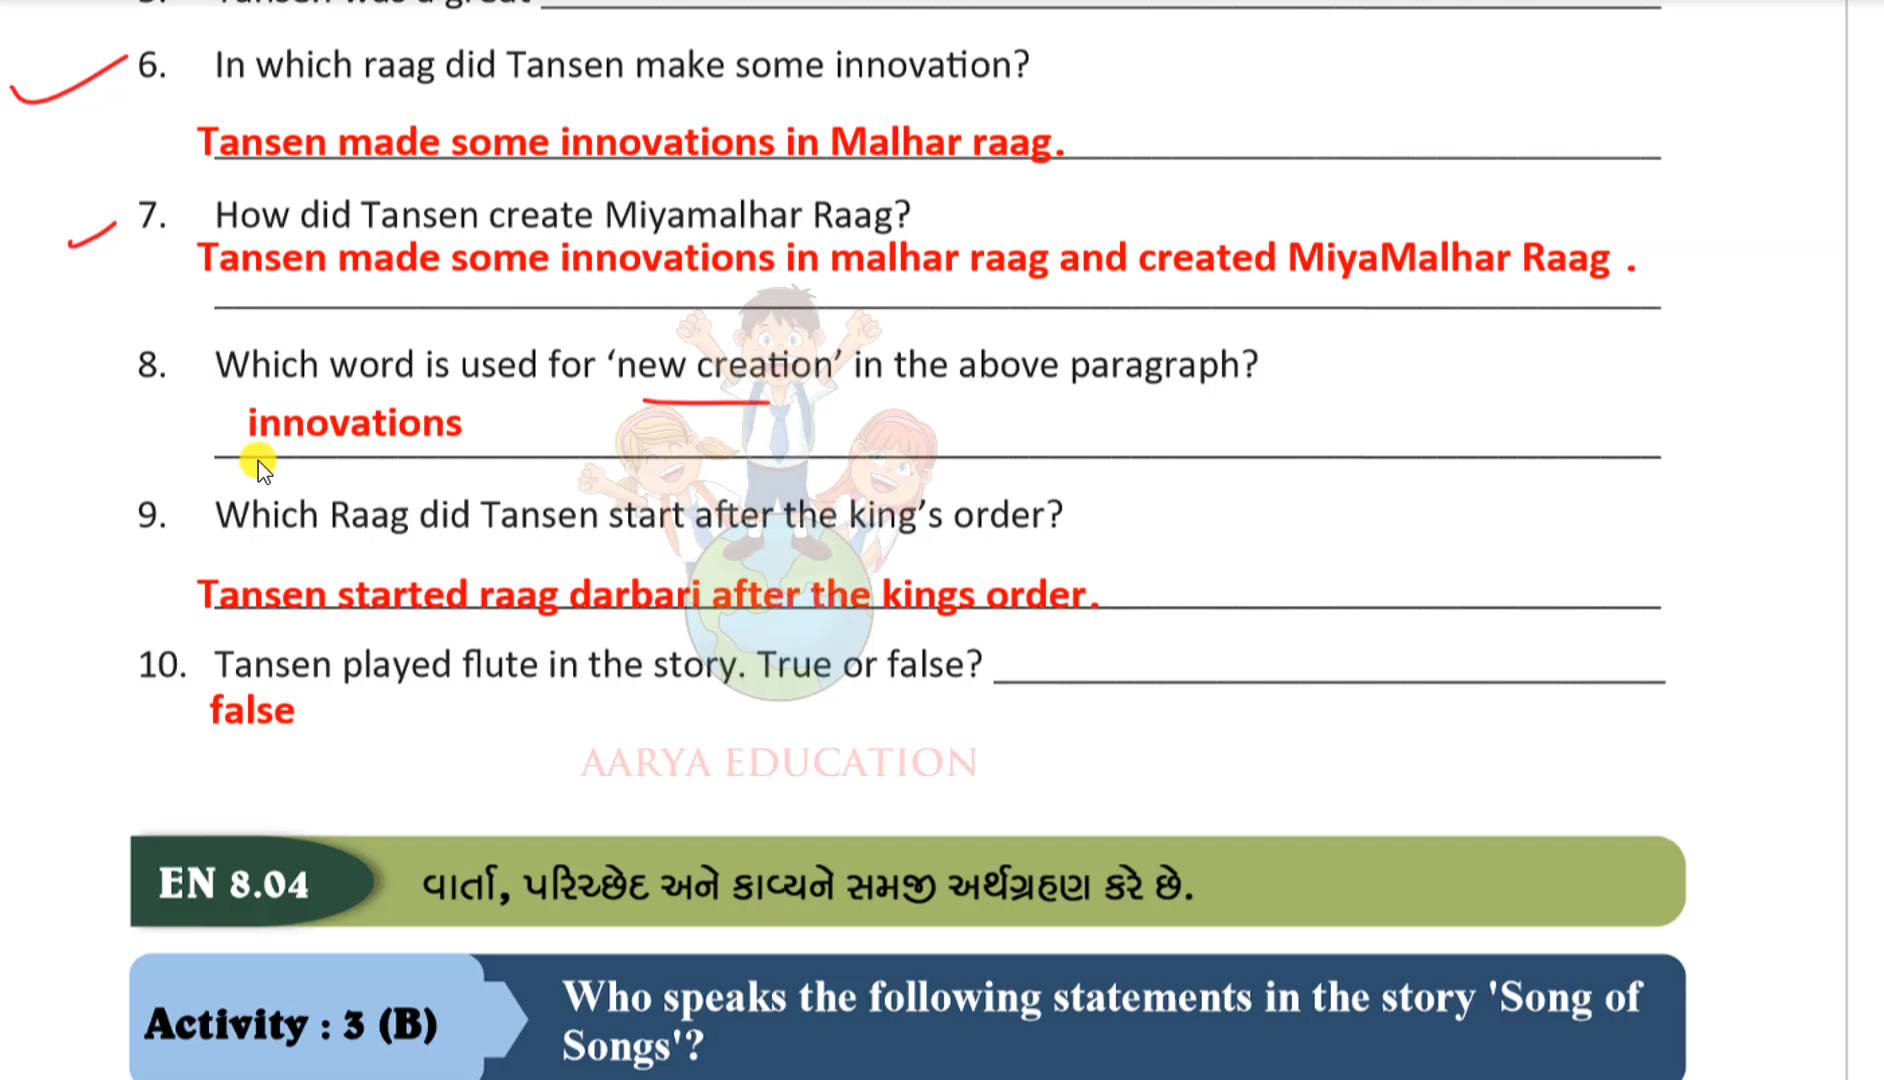 6. In which raag did Tansen make some innovation?
Tansen made some innovations in Malhar raag.
7. How did Tansen create Miyamalhar Raag?
Tansen made some innovations in malhar raag and created MiyaMalhar Raag .
8. Which word is used for ‘new creation’ in the above paragraph?
innovations
9. Which Raag did Tansen start after the king’s order?
Tansen started raag darbari after the kings order.
10. Tansen played flute in the story. True or false?
false
AARYA EDUCATION
EN 8.04 વાર્તા, પરિચ્છેદ અને કાવ્યને સમજી અર્થગ્રહણ કરે છે.
Activity : 3 (B)
Who speaks the following statements in the story 'Song of
Songs'?